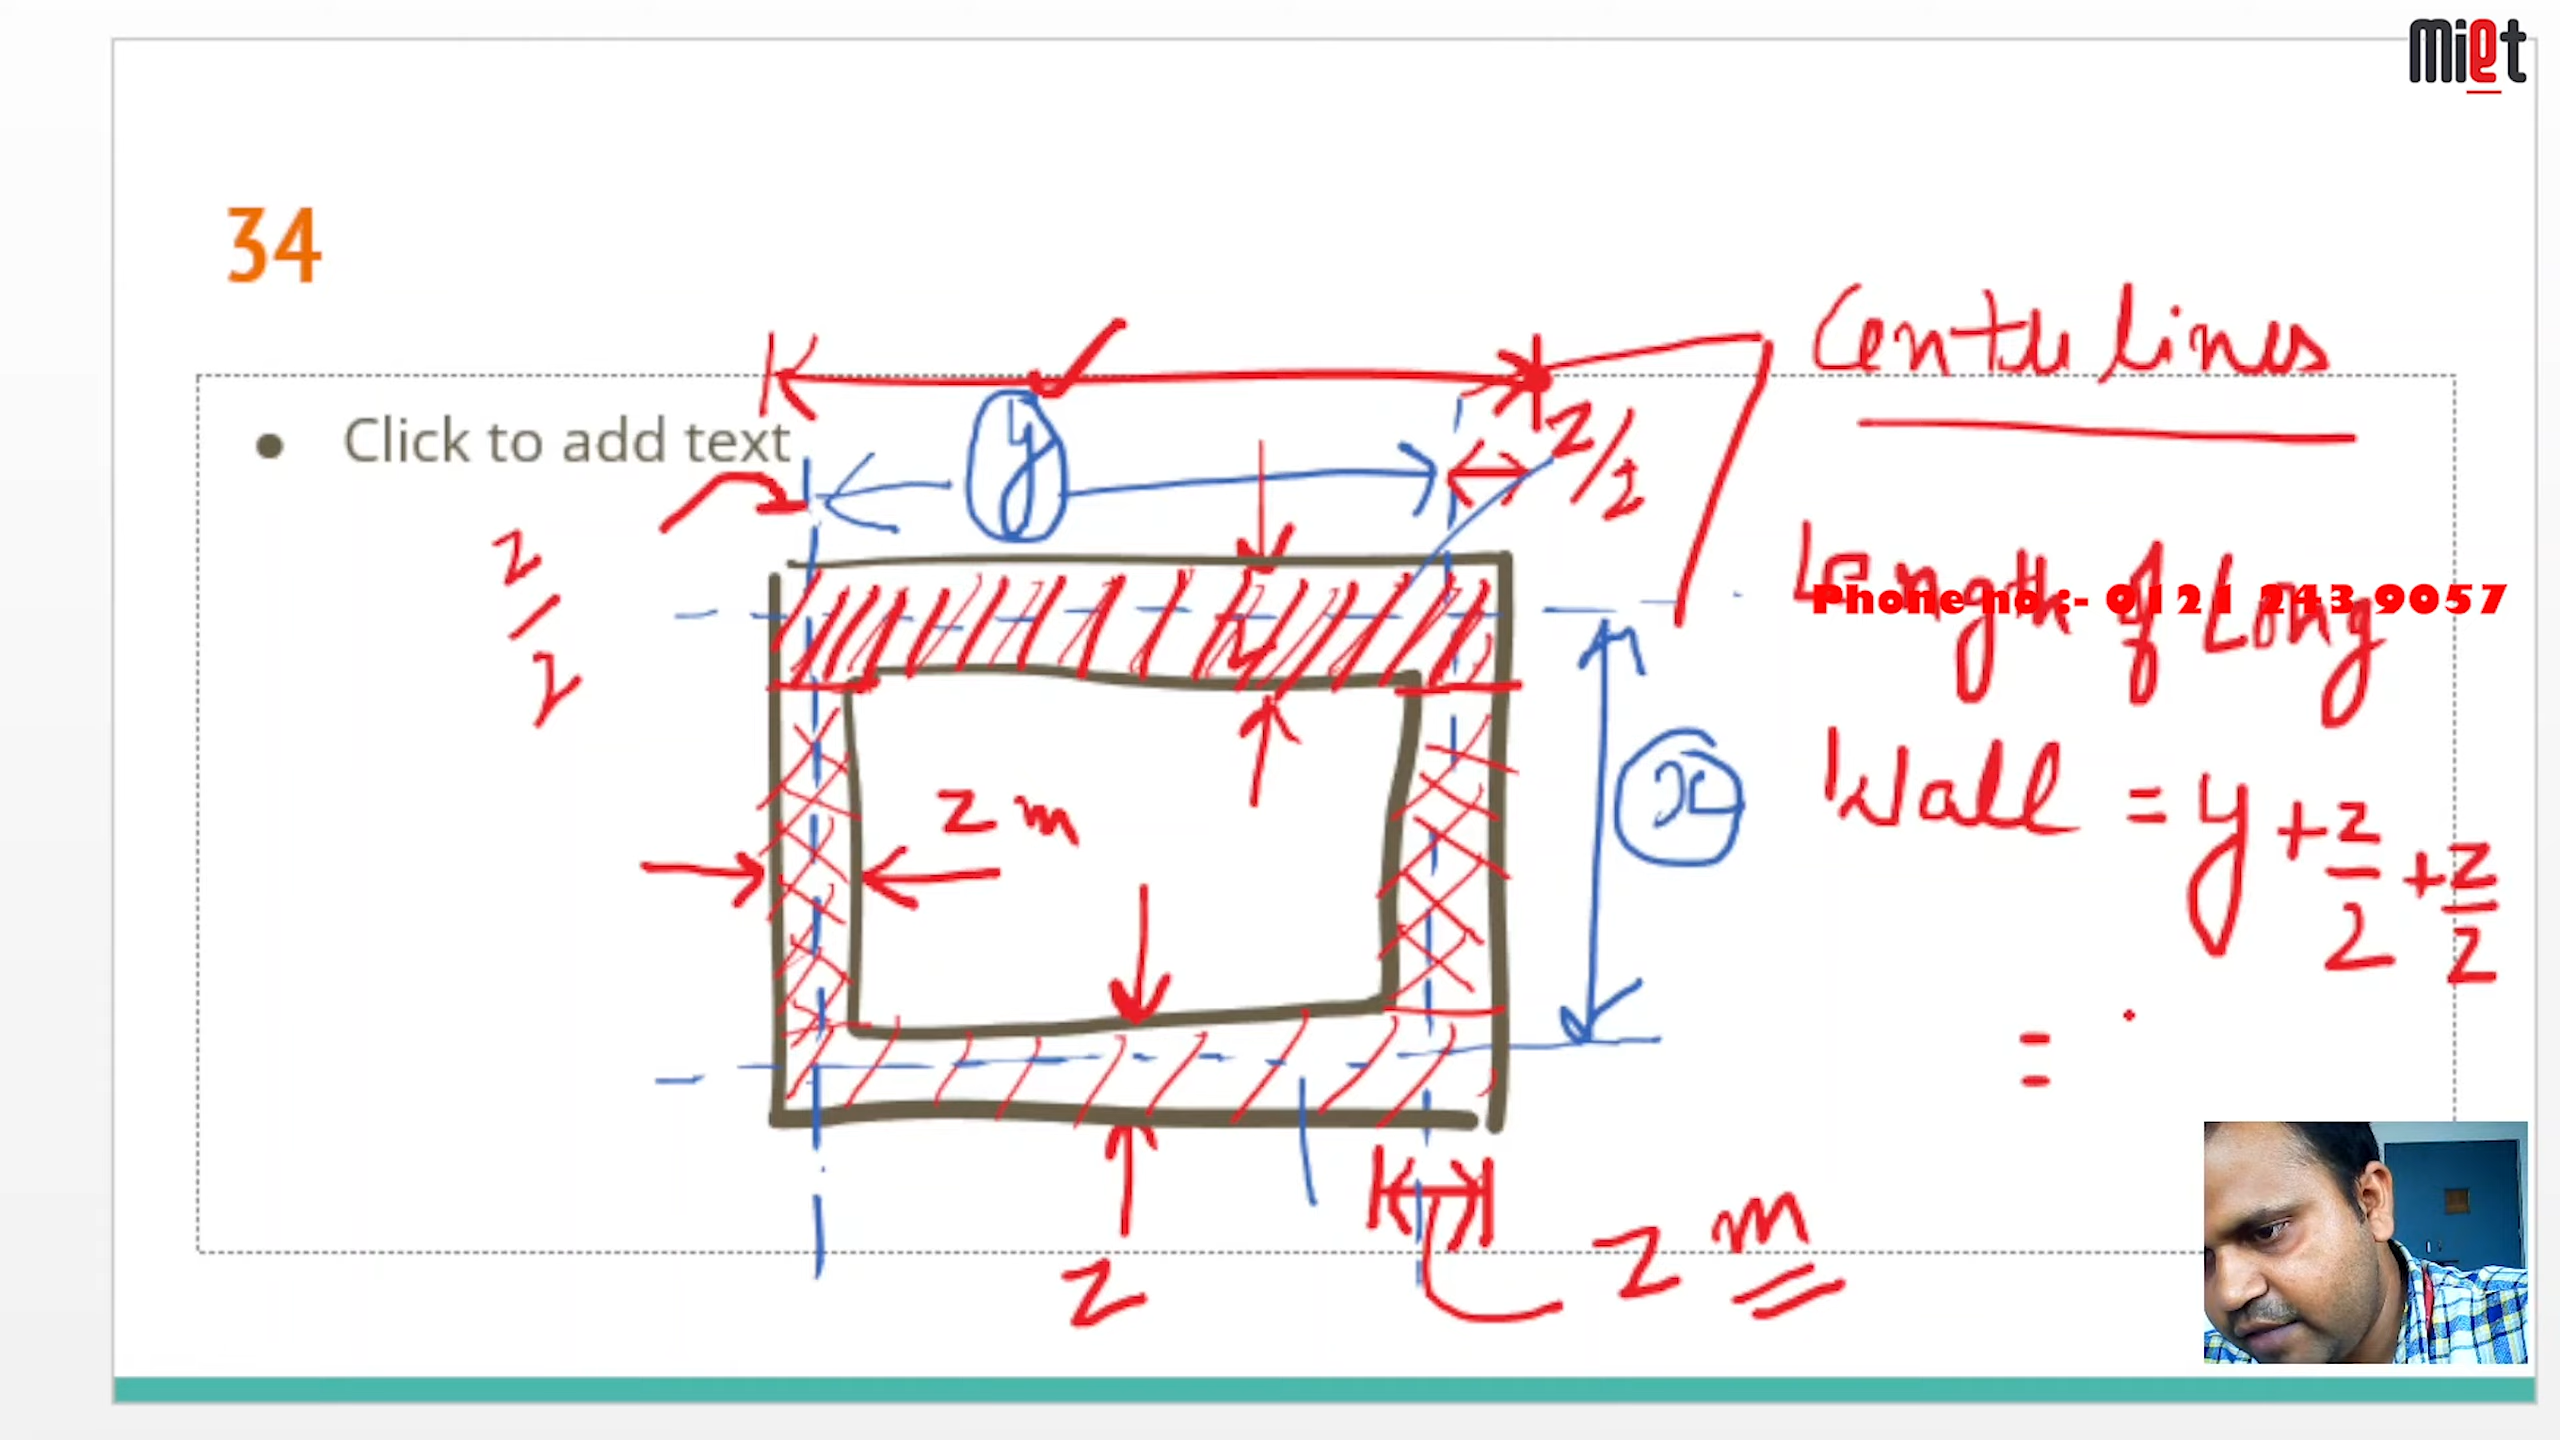 miet
34
Centre lines
y
z/2
• Click to add text
z/2
Length of Long
Phone no :- 0121 243 9057
Wall = y + z/2 + z/2
x
z m
=
z
z m